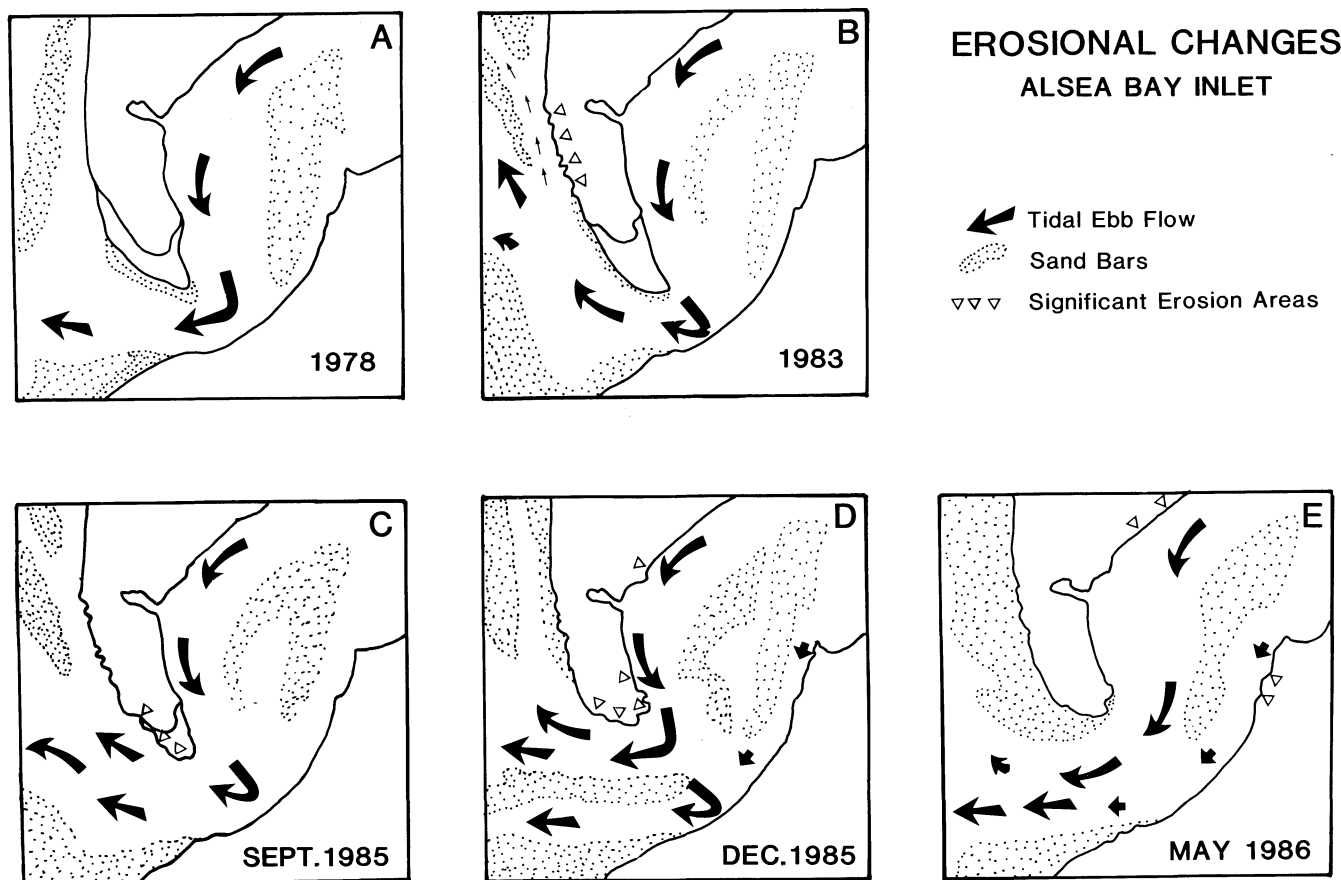 A
1978
B
1983
EROSIONAL CHANGES
ALSEA BAY INLET
Tidal Ebb Flow
Sand Bars
Significant Erosion Areas
C
SEPT.1985
D
DEC.1985
E
MAY 1986